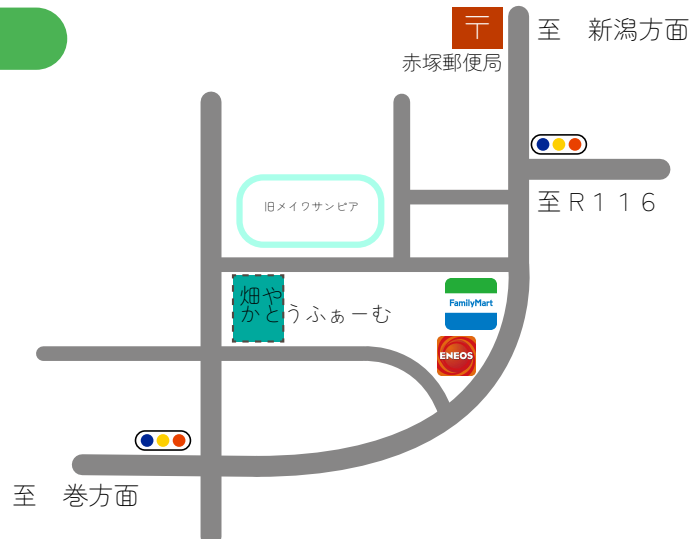 〒
至　新潟方面
赤塚郵便局
至Ｒ１１６
旧メイワサンピア
畑や
かとうふぁーむ
FamilyMart
ENEOS
至　巻方面